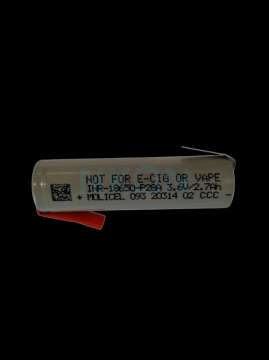 NOT FOR E-CIG OR VAPE
INR-18650-P28A 3.6V/2.7Ah
+ MOLICEL 093 20314 02 CCC -